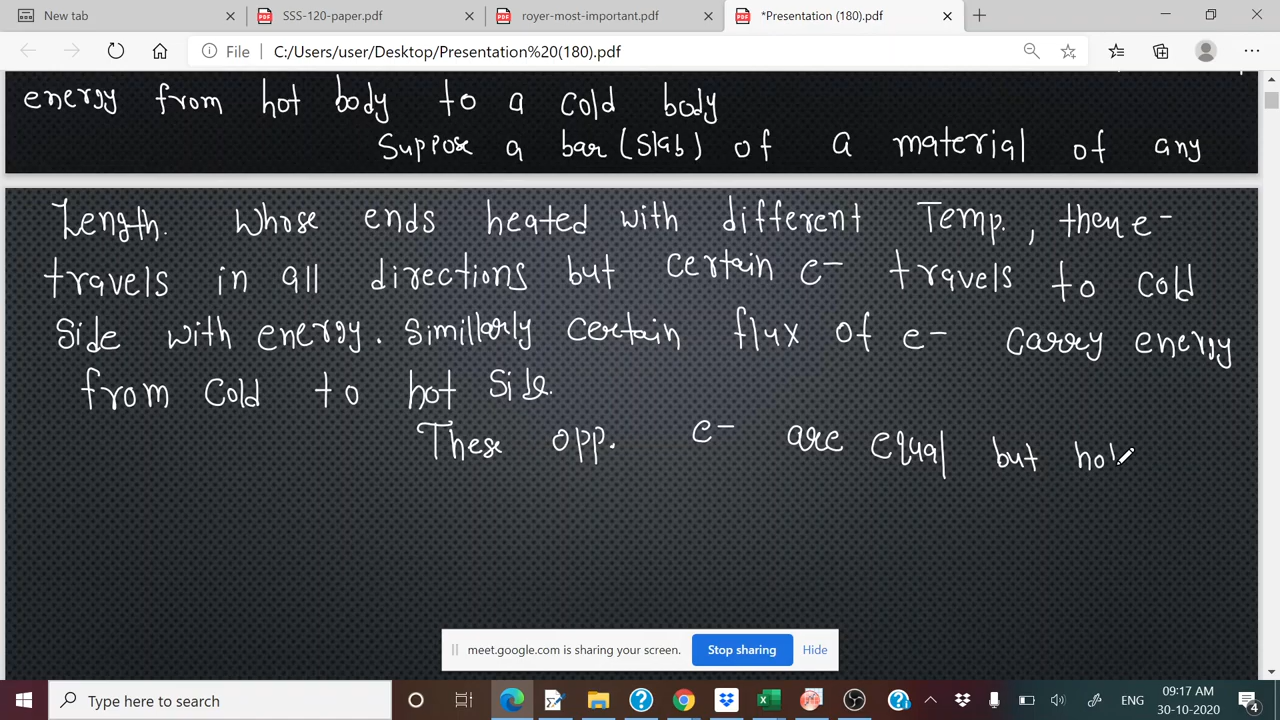 New tab
SSS-120-paper.pdf
royer-most-important.pdf
*Presentation (180).pdf
File C:/Users/user/Desktop/Presentation%20(180).pdf
energy from hot body to a cold body
Suppose a bar (Slab) of a material of any
Length. Whose ends heated with different Temp., then e-
travels in all directions but certain e- travels to cold
Side with energy. Simillarly certain flux of e- carry energy
from cold to hot Side.
These opp. e- are equal but
meet.google.com is sharing your screen. Stop sharing Hide
Type here to search
ENG
09:17 AM
30-10-2020
4